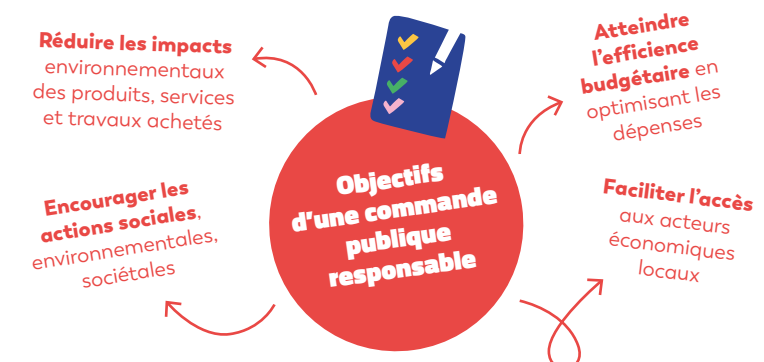 Réduire les impacts
environnementaux
des produits, services
et travaux achetés
Atteindre
l'efficience
budgétaire en
optimisant les
dépenses
Objectifs
d'une commande
publique
responsable
Encourager les
actions sociales,
environnementales,
sociétales
Faciliter l'accès
aux acteurs
économiques
locaux